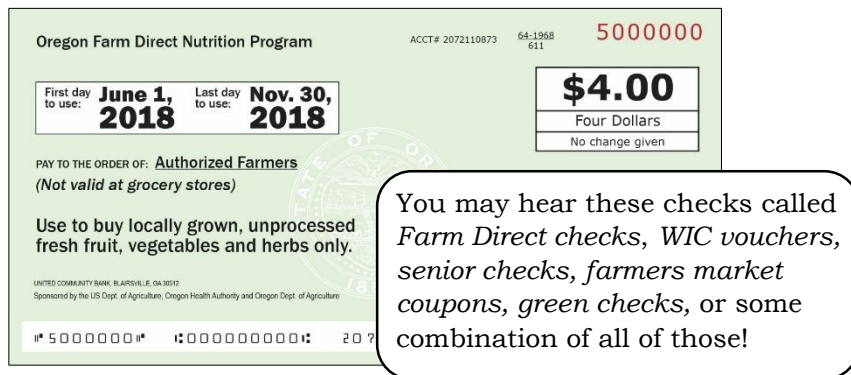 Oregon Farm Direct Nutrition Program
ACCT# 2072110873
64-1968
611
5000000
First day to use: June 1, 2018
Last day to use: Nov. 30, 2018
$4.00
Four Dollars
No change given
PAY TO THE ORDER OF: Authorized Farmers
(Not valid at grocery stores)
Use to buy locally grown, unprocessed
fresh fruit, vegetables and herbs only.
UNITED COMMUNITY BANK, BLAIRSVILLE, GA 30512
Sponsored by the US Dept. of Agriculture, Oregon Health Authority and Oregon Dept. of Agriculture
⑈5000000⑈ ⑆000000000⑆ 207
You may hear these checks called
Farm Direct checks, WIC vouchers,
senior checks, farmers market
coupons, green checks, or some
combination of all of those!